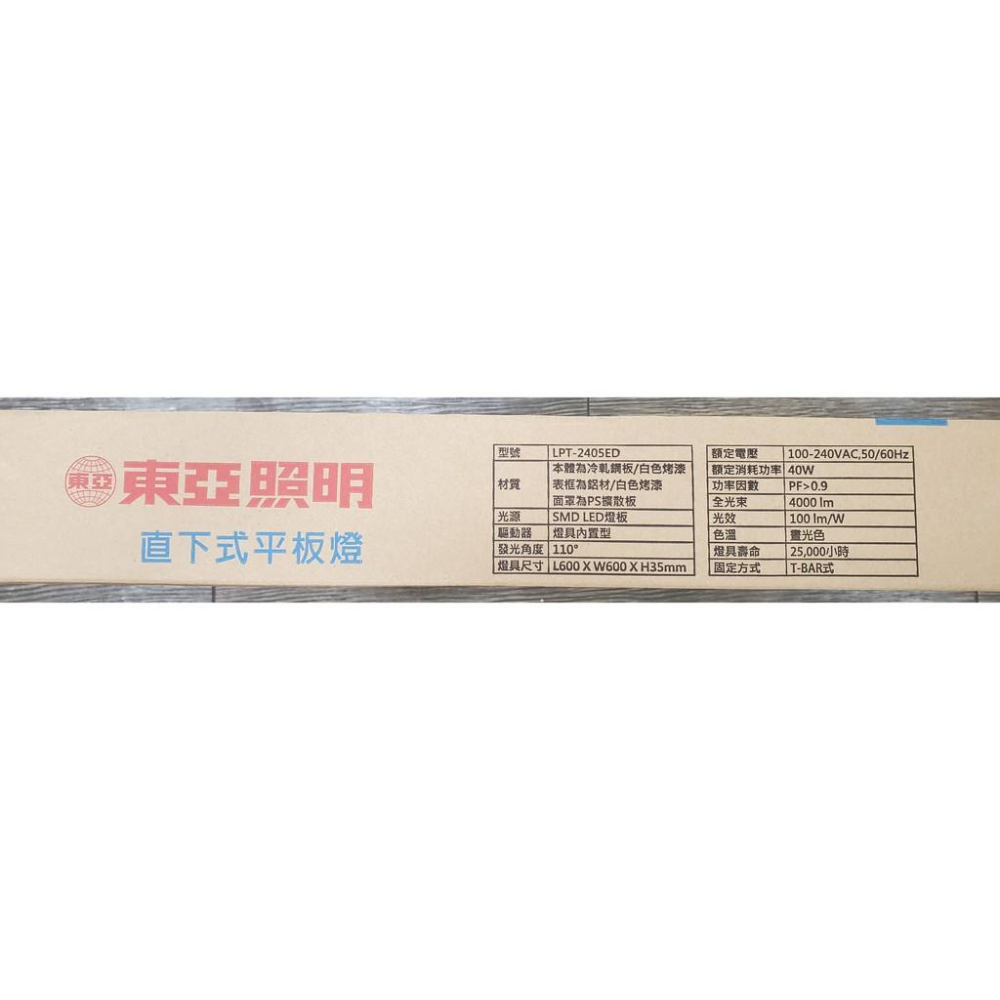 東亞 東亞照明
直下式平板燈
型號 LPT-2405ED
材質 本體為冷軋鋼板/白色烤漆
表框為鋁材/白色烤漆
面罩為PS擴散板
光源 SMD LED燈板
驅動器 燈具內置型
發光角度 110°
燈具尺寸 L600 X W600 X H35mm
額定電壓 100-240VAC,50/60Hz
額定消耗功率 40W
功率因數 PF>0.9
全光束 4000 lm
光效 100 lm/W
色溫 晝光色
燈具壽命 25,000小時
固定方式 T-BAR式